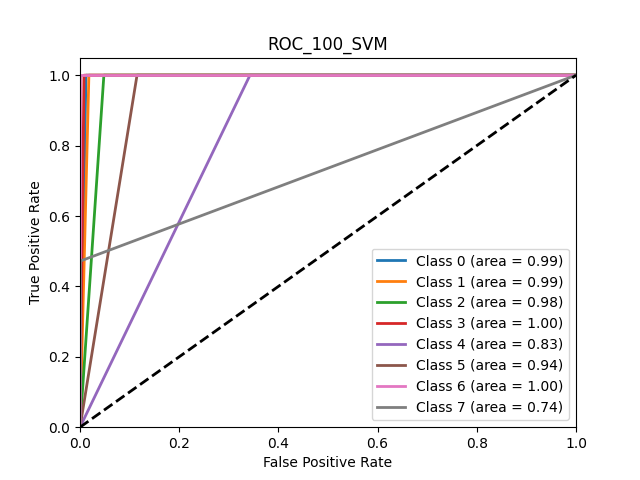 ROC_100_SVM
True Positive Rate
1.0
0.8
0.6
0.4
0.2
0.0
Class 0 (area = 0.99)
Class 1 (area = 0.99)
Class 2 (area = 0.98)
Class 3 (area = 1.00)
Class 4 (area = 0.83)
Class 5 (area = 0.94)
Class 6 (area = 1.00)
Class 7 (area = 0.74)
0.0 0.2 0.4 0.6 0.8 1.0
False Positive Rate